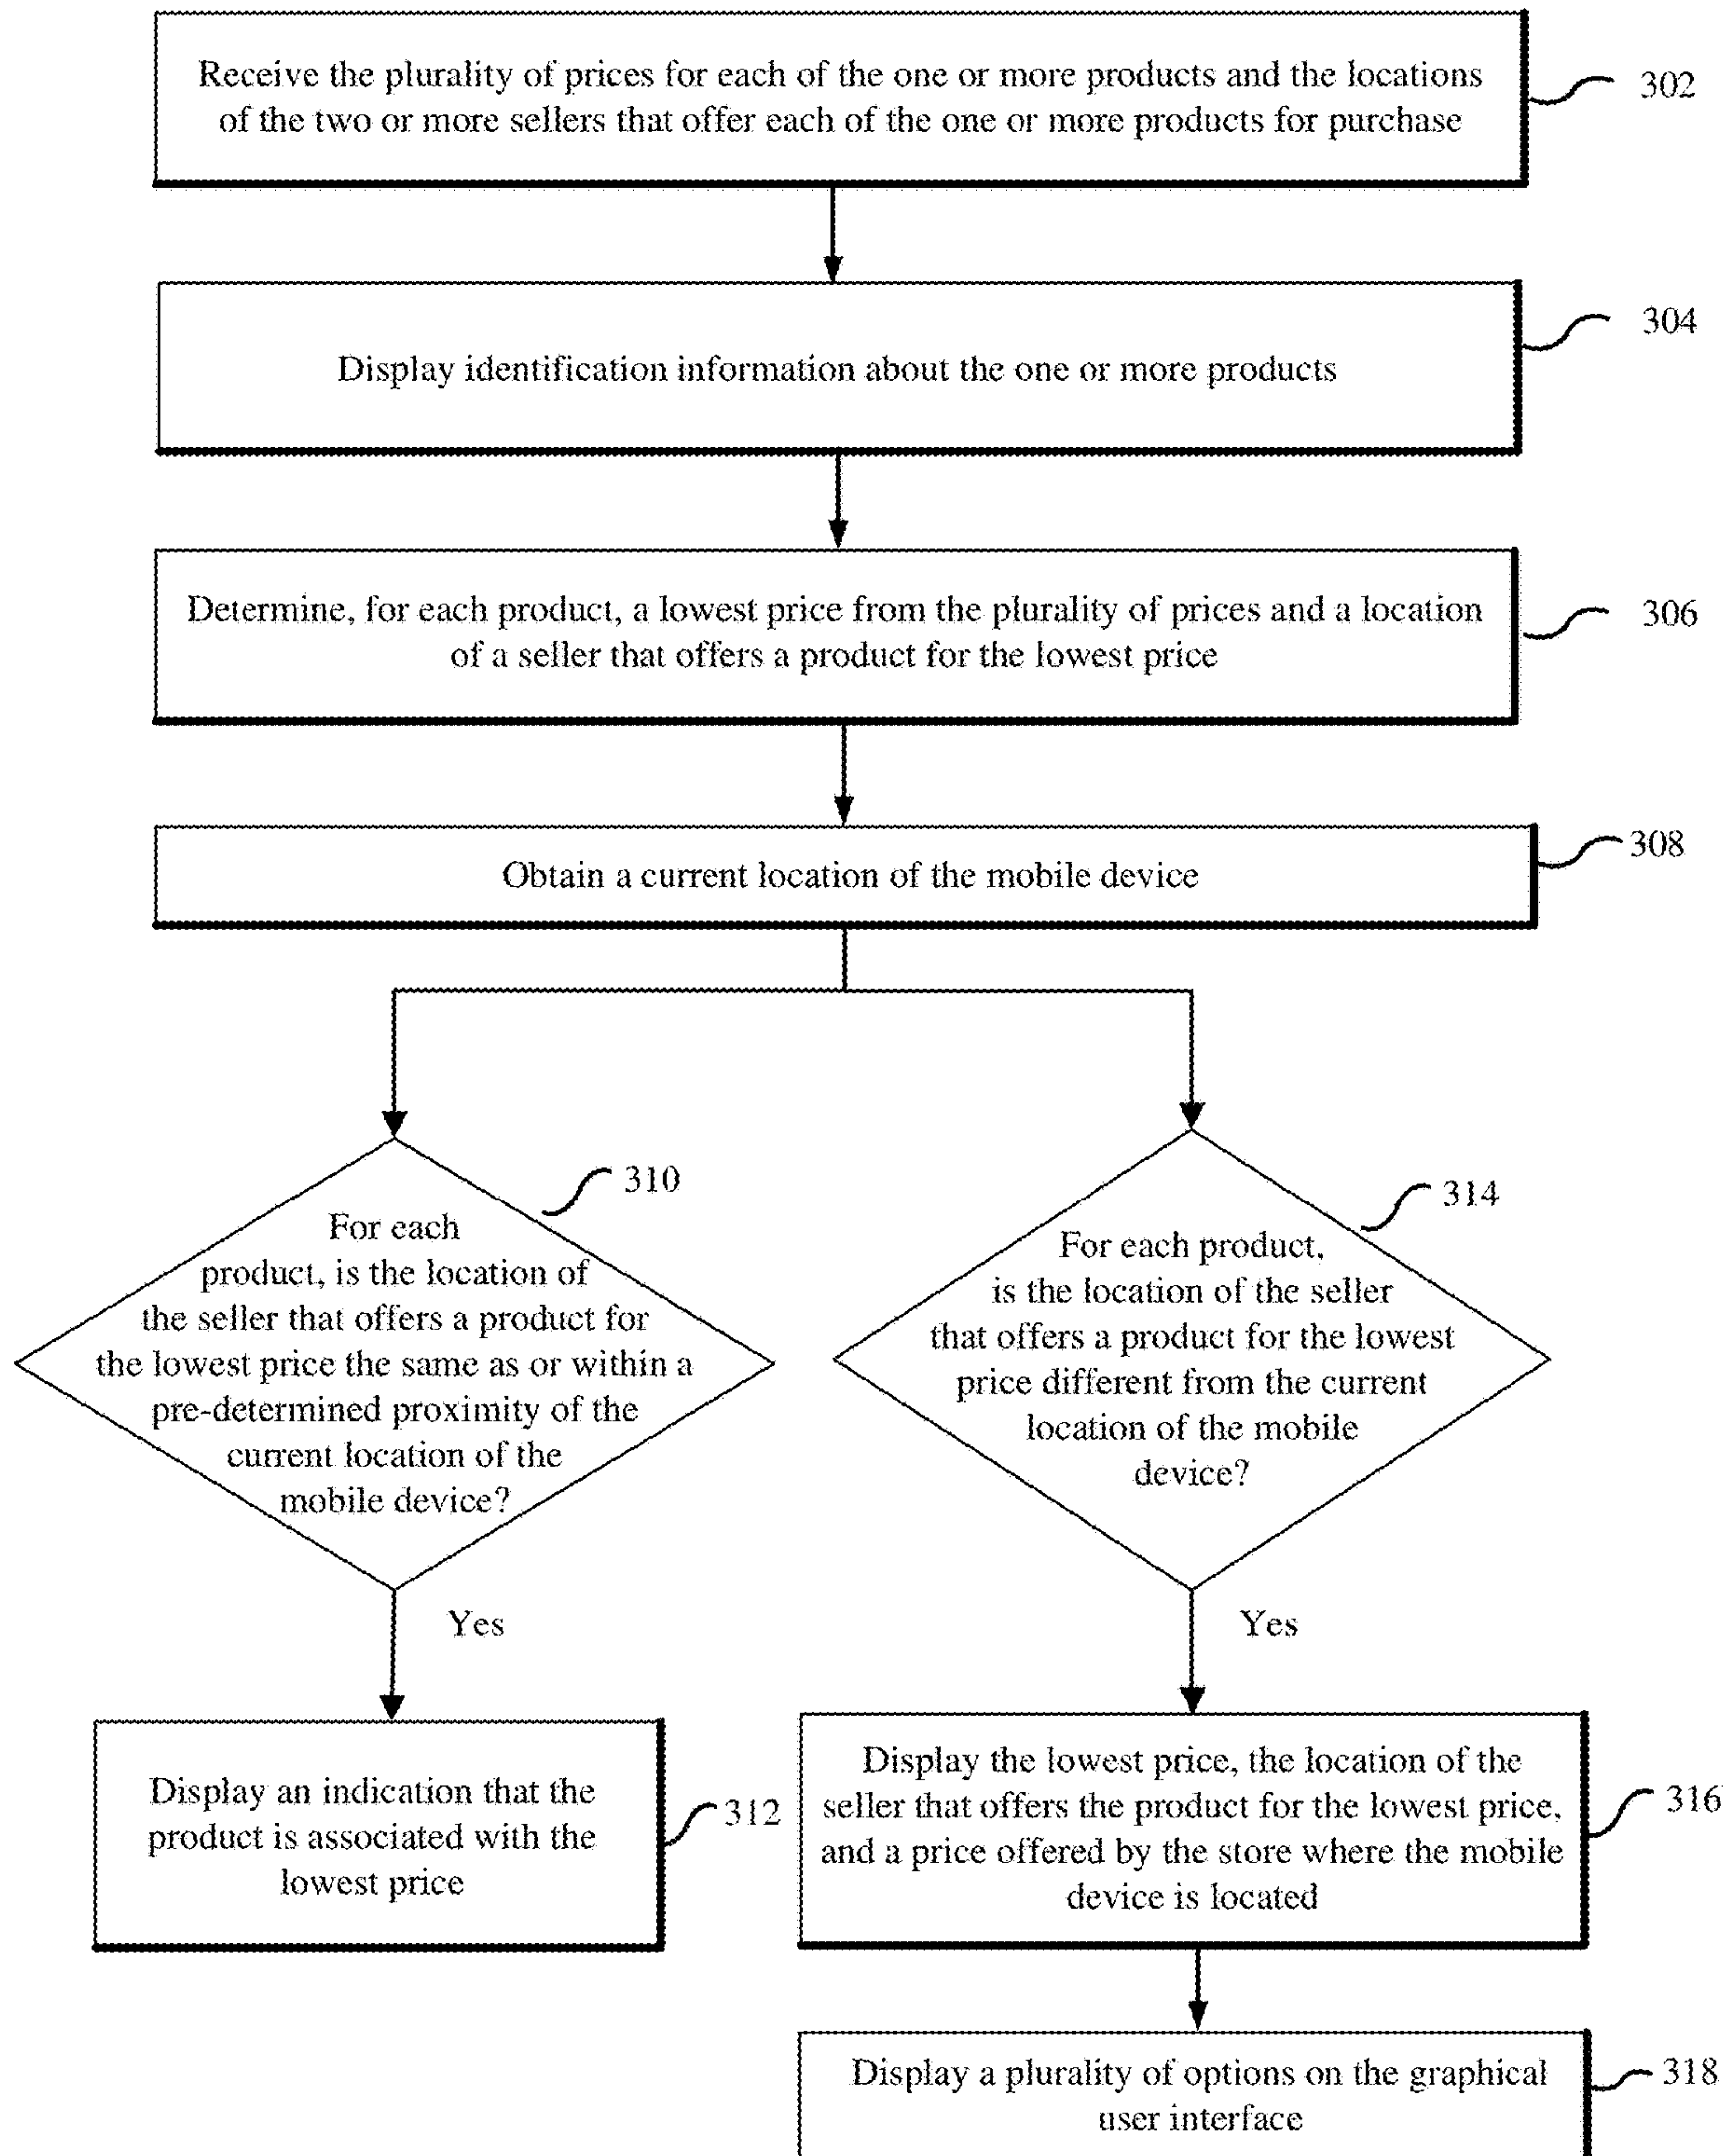 Receive the plurality of prices for each of the one or more products and the locations
of the two or more sellers that offer each of the one or more products for purchase
302
Display identification information about the one or more products
304
Determine, for each product, a lowest price from the plurality of prices and a location
of a seller that offers a product for the lowest price
306
Obtain a current location of the mobile device
308
For each
product, is the location of
the seller that offers a product for
the lowest price the same as or within a
pre-determined proximity of the
current location of the
mobile device?
310
For each product,
is the location of the seller
that offers a product for the lowest
price different from the current
location of the mobile
device?
314
Yes
Yes
Display an indication that the
product is associated with the
lowest price
312
Display the lowest price, the location of the
seller that offers the product for the lowest price,
and a price offered by the store where the mobile
device is located
316
Display a plurality of options on the graphical
user interface
318